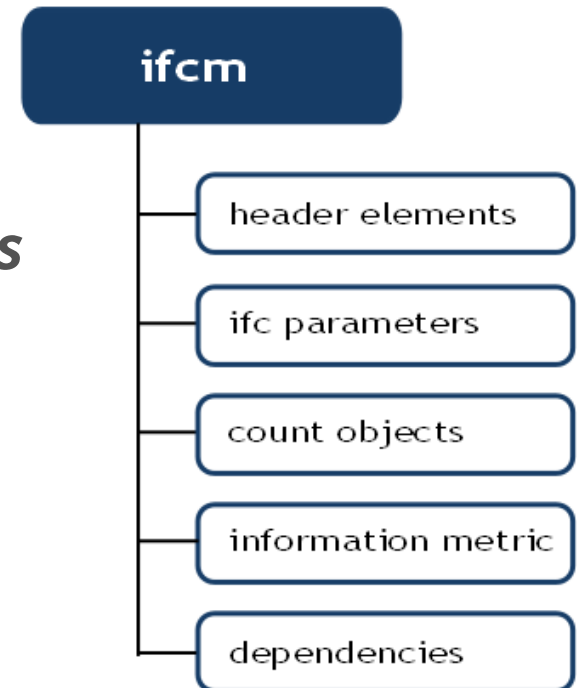 ifcm
header elements
s
ifc parameters
count objects
information metric
dependencies